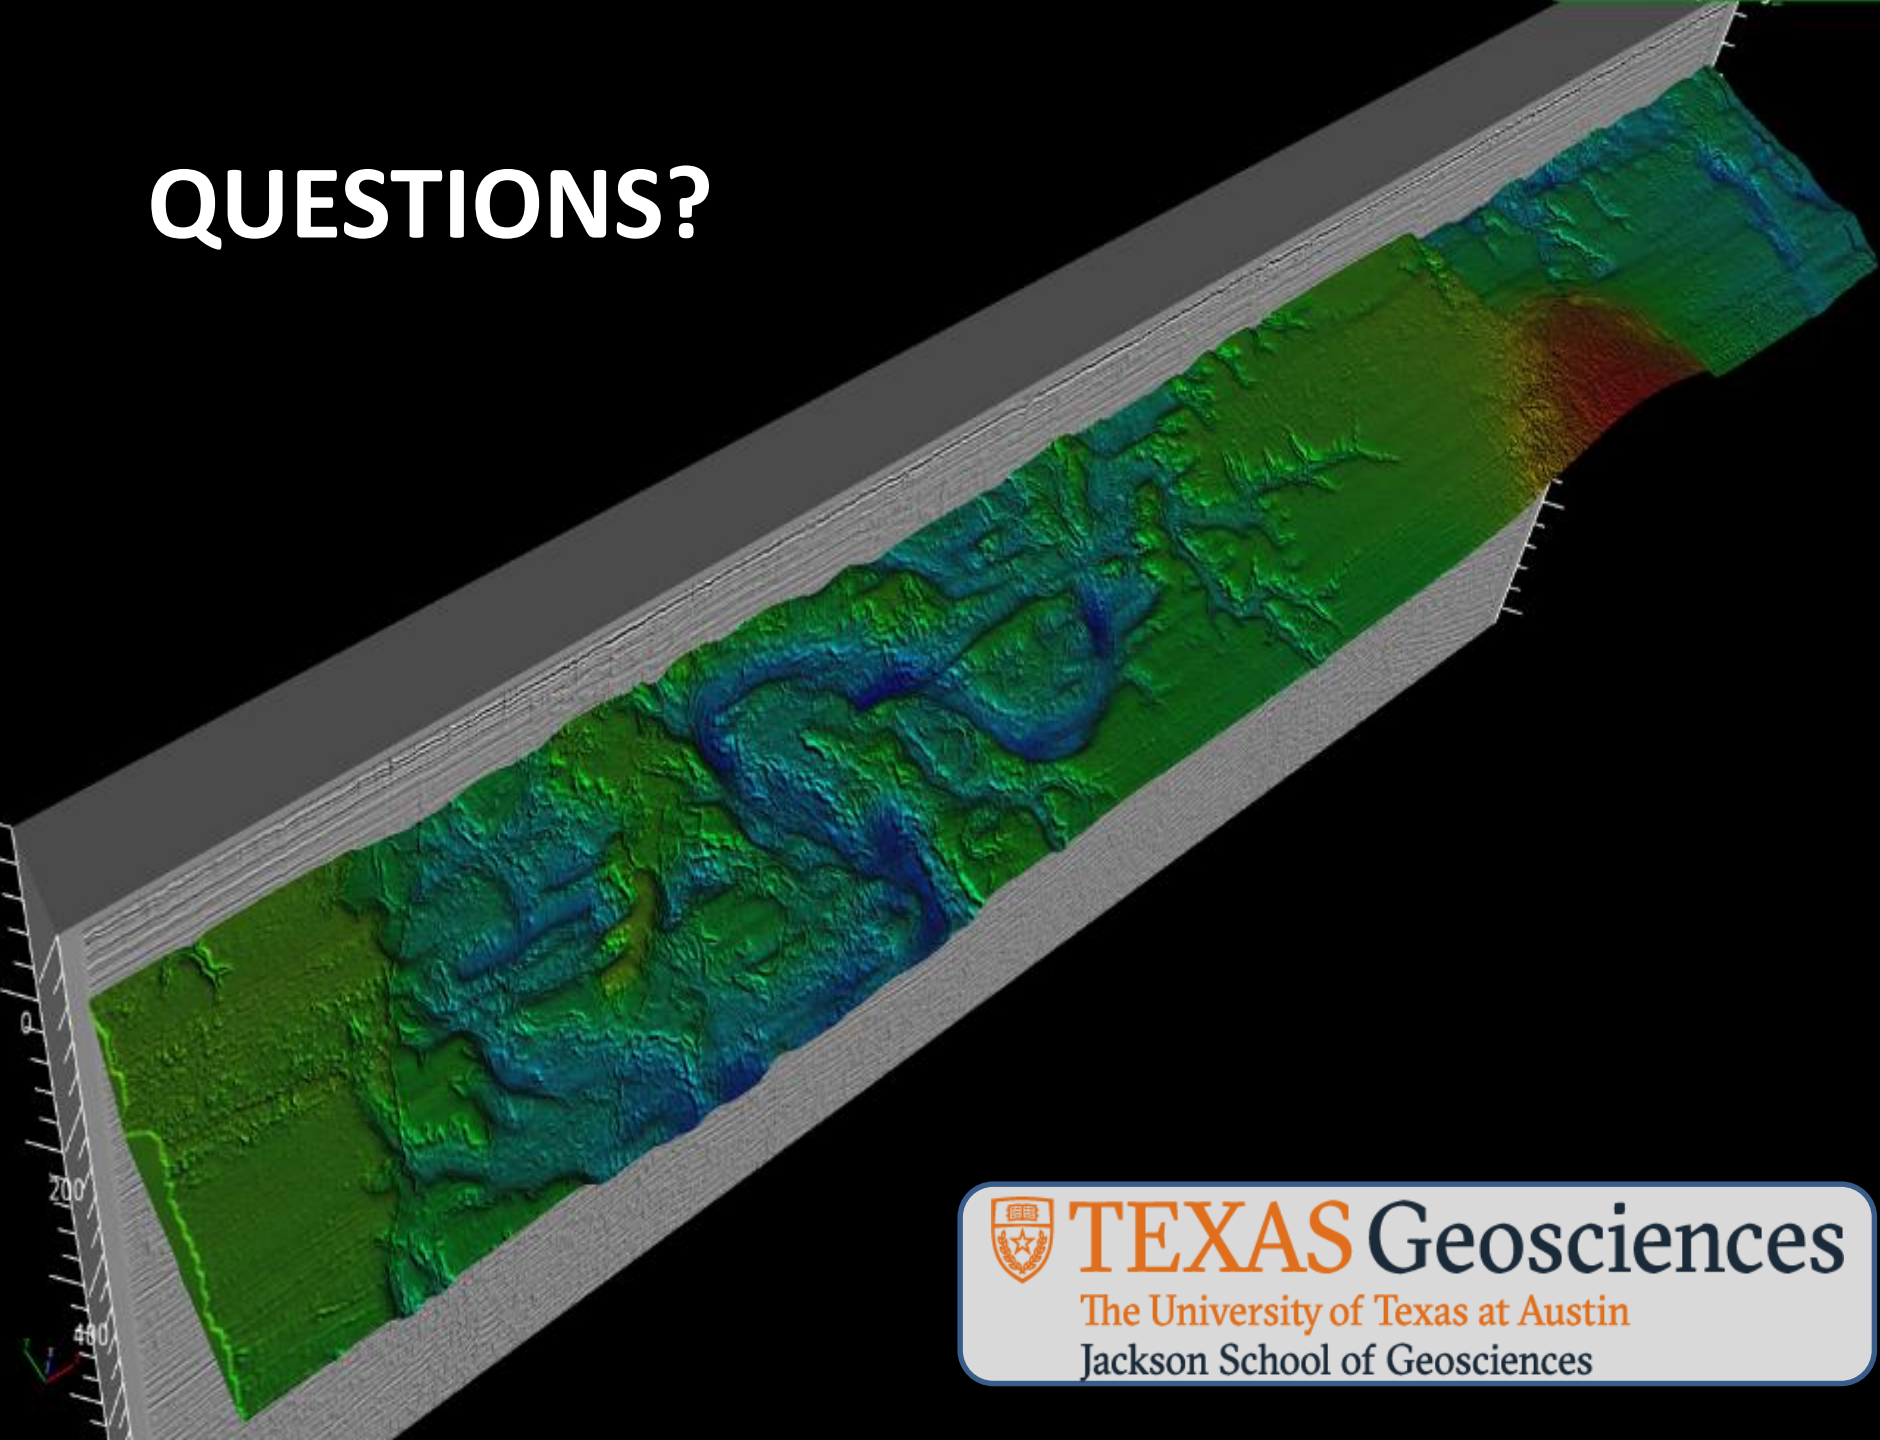 QUESTIONS?
0
200
400
TEXAS Geosciences
The University of Texas at Austin
Jackson School of Geosciences